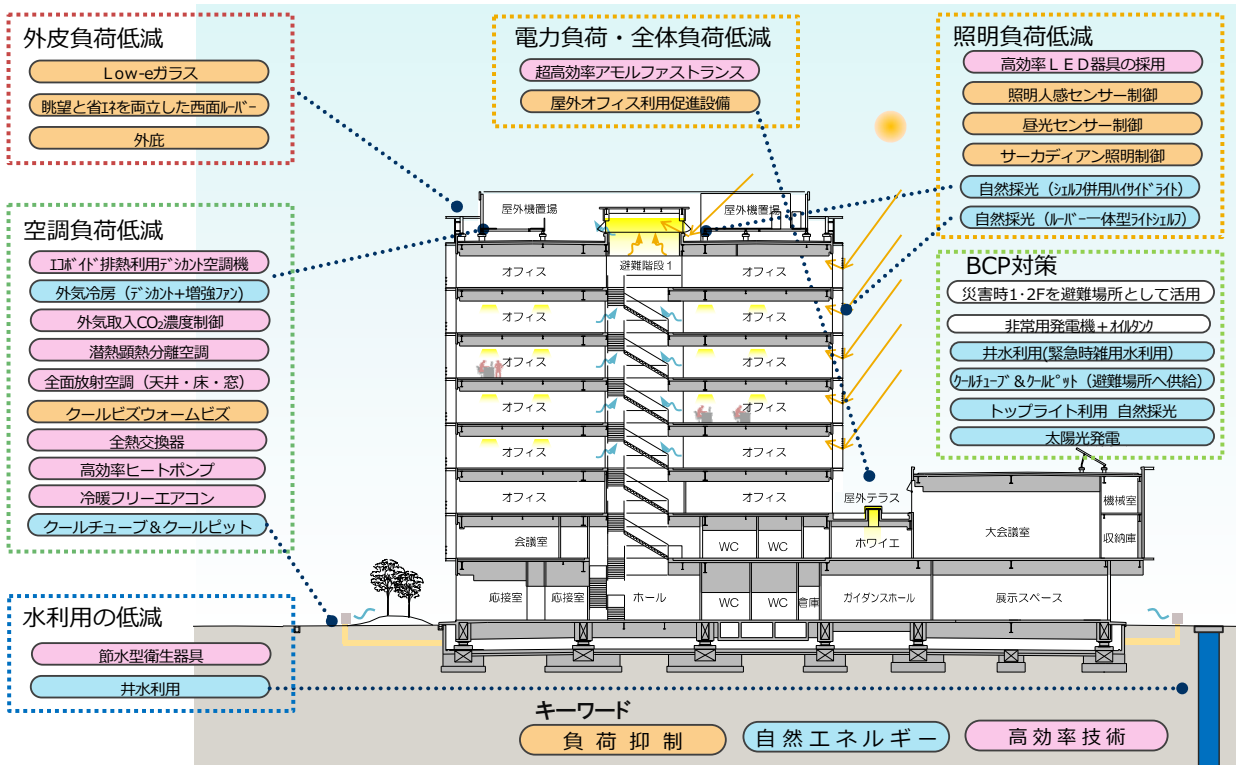 外皮負荷低減
Low-eガラス
眺望と省エネを両立した西面ルーバー
外庇
電力負荷・全体負荷低減
超高効率アモルファストランス
屋外オフィス利用促進設備
照明負荷低減
高効率LED器具の採用
照明人感センサー制御
昼光センサー制御
サーカディアン照明制御
自然採光（シェルフ併用ハイサイドライト）
自然採光（ルーバー一体型ライトシェルフ）
空調負荷低減
エコボイド排熱利用デシカント空調機
外気冷房（デシカント+増強ファン）
外気取入CO₂濃度制御
潜熱顕熱分離空調
全面放射空調（天井・床・窓）
クールビズウォームビズ
全熱交換器
高効率ヒートポンプ
冷暖フリーエアコン
クールチューブ＆クールピット
BCP対策
災害時1・2Fを避難場所として活用
非常用発電機＋オイルタンク
井水利用(緊急時雑用水利用)
クールチューブ＆クールピット（避難場所へ供給）
トップライト利用 自然採光
太陽光発電
水利用の低減
節水型衛生器具
井水利用
屋外機置場
屋外機置場
オフィス
避難階段１
オフィス
オフィス
オフィス
オフィス
オフィス
オフィス
オフィス
オフィス
オフィス
オフィス
オフィス
屋外テラス
機械室
会議室
WC
WC
ホワイエ
大会議室
収納庫
応接室
応接室
ホール
WC
WC
倉庫
ガイダンスホール
展示スペース
キーワード
負荷抑制
自然エネルギー
高効率技術